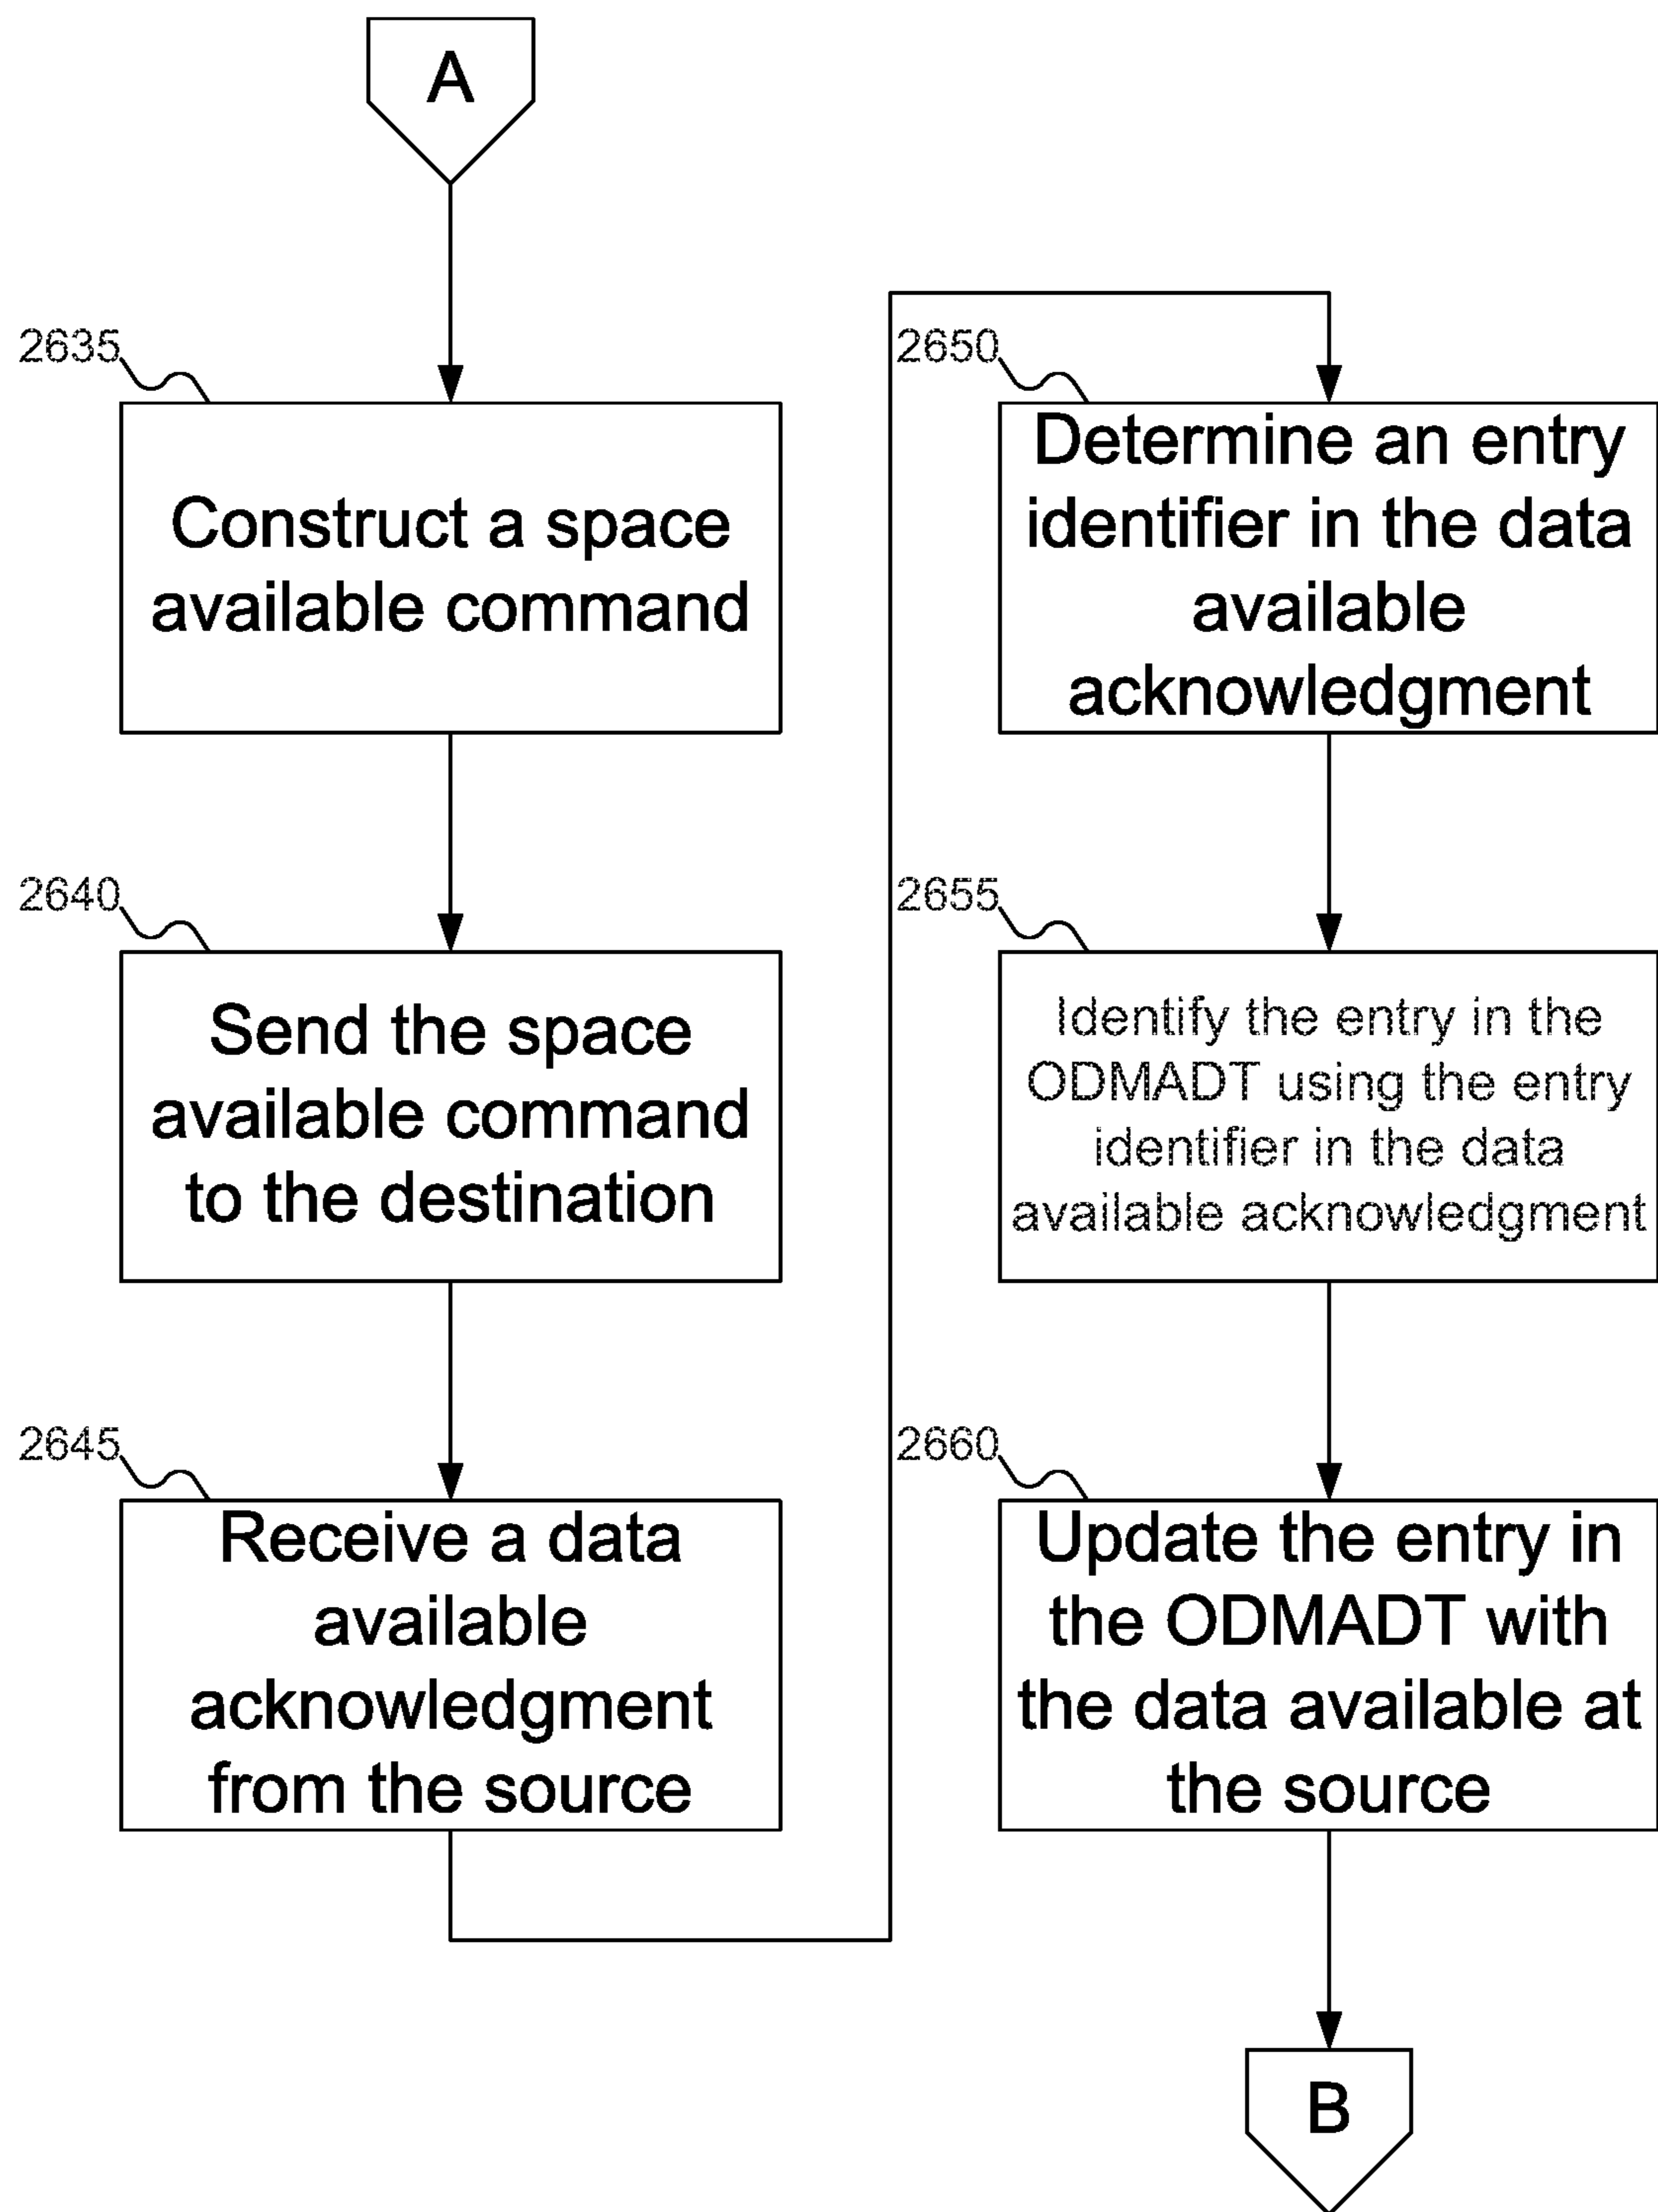 A
2635
Construct a space
available command
2640
Send the space
available command
to the destination
2645
Receive a data
available
acknowledgment
from the source
2650
Determine an entry
identifier in the data
available
acknowledgment
2655
Identify the entry in the
ODMADT using the entry
identifier in the data
available acknowledgment
2660
Update the entry in
the ODMADT with
the data available at
the source
B